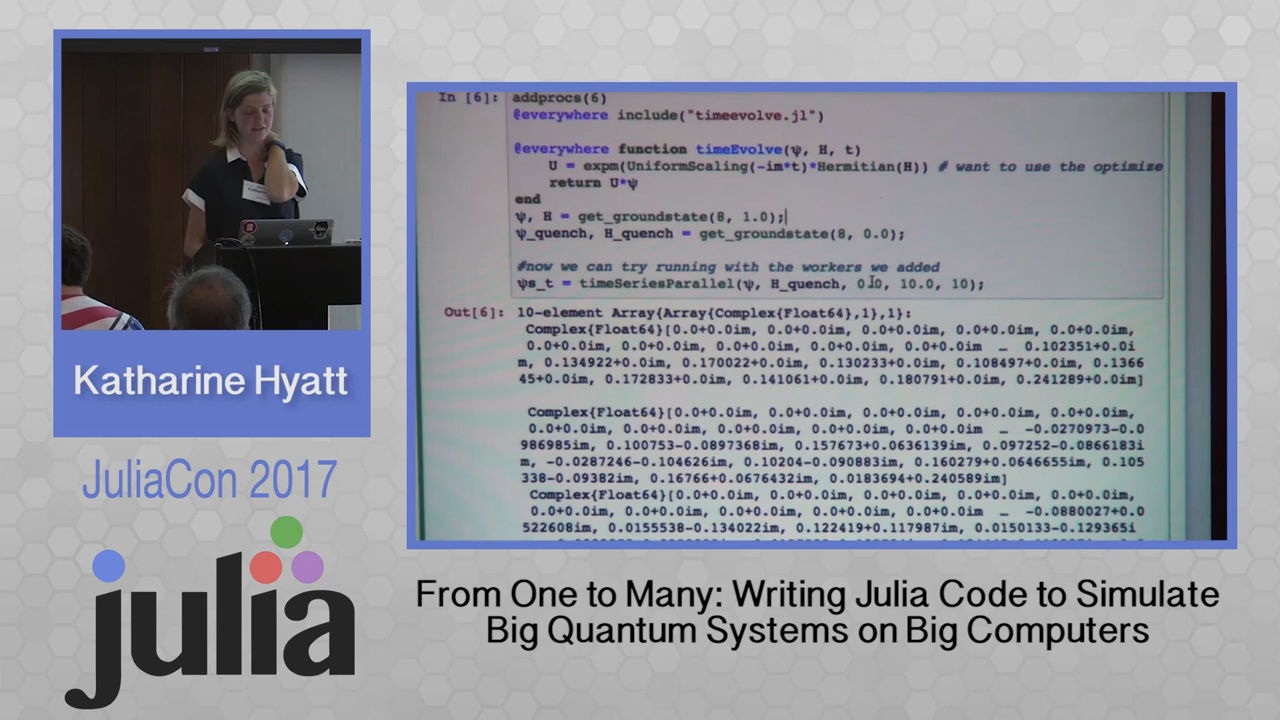 Katharine Hyatt
JuliaCon 2017
julia
In [6]: addprocs(6)
@everywhere include("timeevolve.jl")
@everywhere function timeEvolve(ψ, H, t)
U = expm(UniformScaling(-im*t)*Hermitian(H)) # want to use the optimize
return U*ψ
end
ψ, H = get_groundstate(8, 1.0);
ψ_quench, H_quench = get_groundstate(8, 0.0);
#now we can try running with the workers we added
ψs_t = timeSeriesParallel(ψ, H_quench, 0.0, 10.0, 10);
Out[6]: 10-element Array{Array{Complex{Float64},1},1}:
Complex{Float64}[0.0+0.0im, 0.0+0.0im, 0.0+0.0im, 0.0+0.0im, 0.0+0.0im,
0.0+0.0im, 0.0+0.0im, 0.0+0.0im, 0.0+0.0im, 0.0+0.0im … 0.102351+0.0i
m, 0.134922+0.0im, 0.170022+0.0im, 0.130233+0.0im, 0.108497+0.0im, 0.1366
45+0.0im, 0.172833+0.0im, 0.141061+0.0im, 0.180791+0.0im, 0.241289+0.0im]
Complex{Float64}[0.0+0.0im, 0.0+0.0im, 0.0+0.0im, 0.0+0.0im, 0.0+0.0im,
0.0+0.0im, 0.0+0.0im, 0.0+0.0im, 0.0+0.0im, 0.0+0.0im … -0.0270973-0.0
986985im, 0.100753-0.0897368im, 0.157673+0.0636139im, 0.097252-0.0866183i
m, -0.0287246-0.104626im, 0.10204-0.090883im, 0.160279+0.0646655im, 0.105
338-0.09382im, 0.16766+0.0676432im, 0.0183694+0.240589im]
Complex{Float64}[0.0+0.0im, 0.0+0.0im, 0.0+0.0im, 0.0+0.0im, 0.0+0.0im,
0.0+0.0im, 0.0+0.0im, 0.0+0.0im, 0.0+0.0im, 0.0+0.0im … -0.0880027+0.0
522608im, 0.0155538-0.134022im, 0.122419+0.117987im, 0.0150133-0.129365i
From One to Many: Writing Julia Code to Simulate
Big Quantum Systems on Big Computers